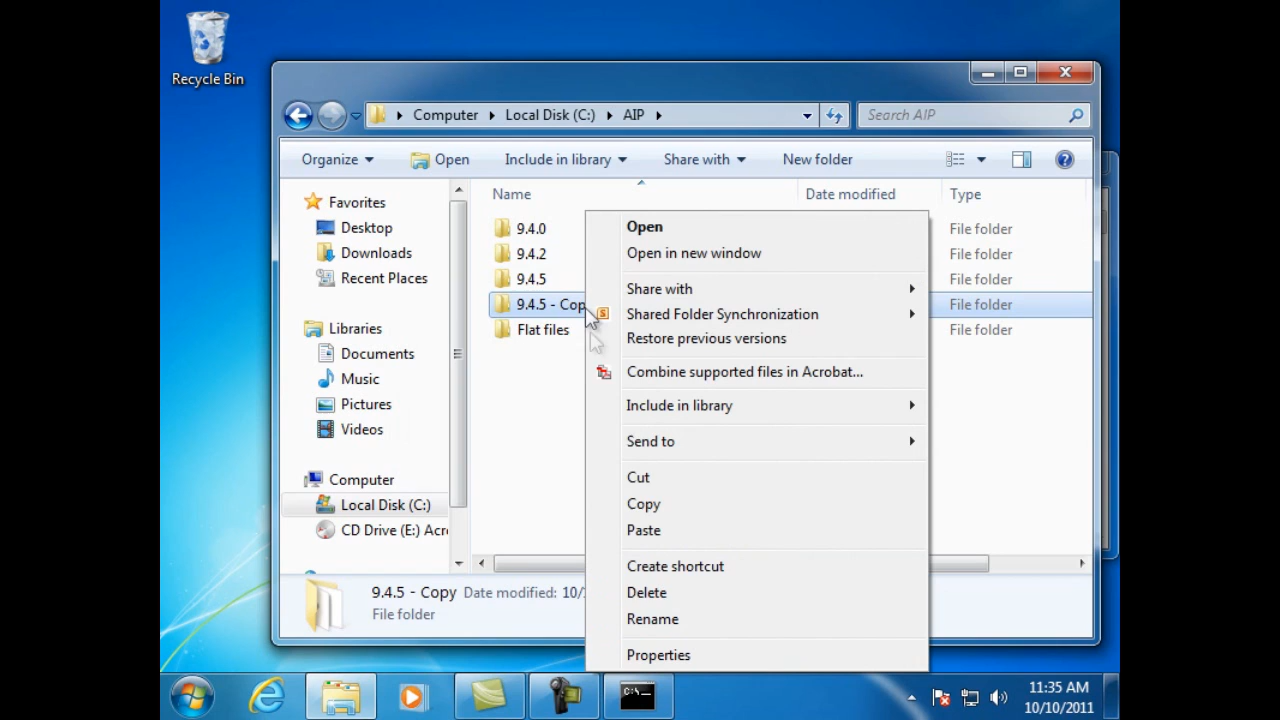 Recycle Bin
Computer Local Disk (C:) AIP
Search AIP
Organize Open Include in library Share with New folder
Favorites
Desktop
Downloads
Recent Places
Libraries
Documents
Music
Pictures
Videos
Computer
Local Disk (C:)
CD Drive (E:) Acr
Name Date modified Type
9.4.0 File folder
9.4.2 File folder
9.4.5 File folder
9.4.5 - Cop File folder
Flat files File folder
Open
Open in new window
Share with
Shared Folder Synchronization
Restore previous versions
Combine supported files in Acrobat...
Include in library
Send to
Cut
Copy
Paste
Create shortcut
Delete
Rename
Properties
9.4.5 - Copy Date modified: 10/
File folder
C:\
11:35 AM
10/10/2011